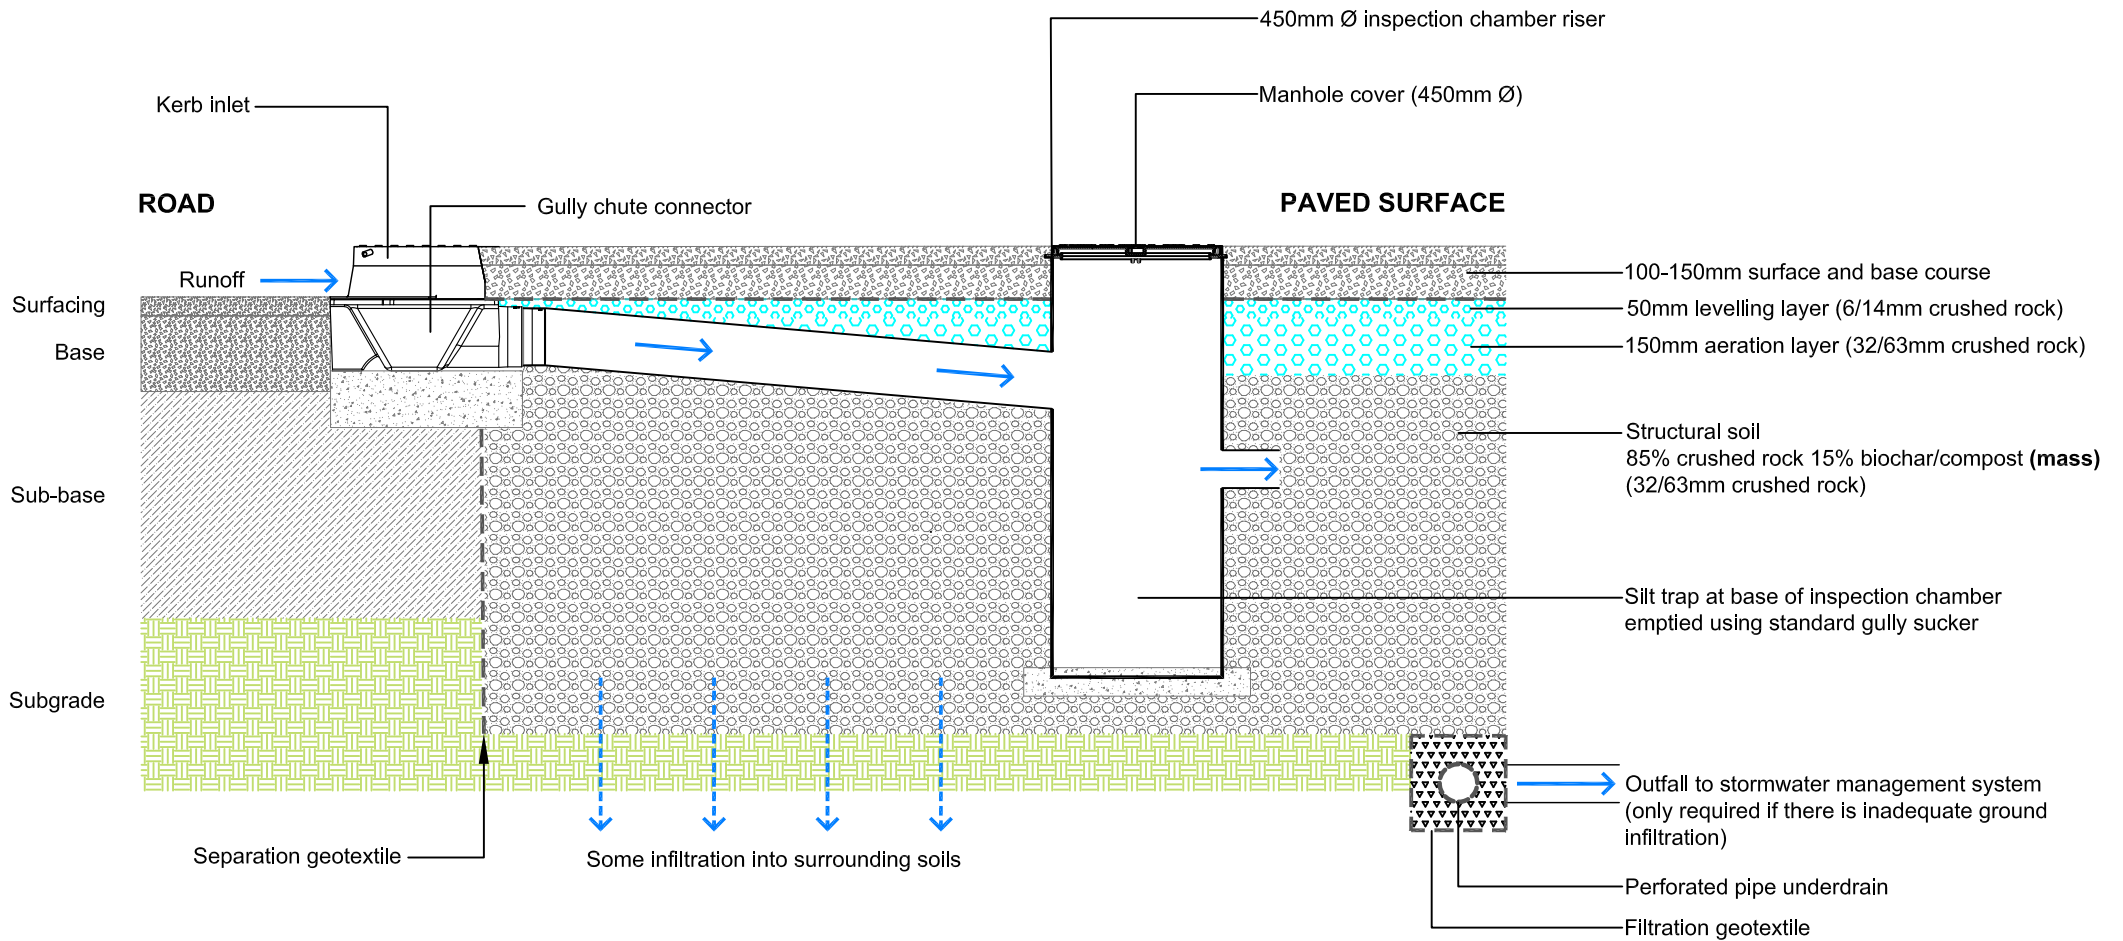 450mm Ø inspection chamber riser
Manhole cover (450mm Ø)
Kerb inlet
ROAD
Gully chute connector
PAVED SURFACE
Runoff
Surfacing
Base
Sub-base
Subgrade
100-150mm surface and base course
50mm levelling layer (6/14mm crushed rock)
150mm aeration layer (32/63mm crushed rock)
Structural soil
85% crushed rock 15% biochar/compost (mass)
(32/63mm crushed rock)
Silt trap at base of inspection chamber
emptied using standard gully sucker
Outfall to stormwater management system
(only required if there is inadequate ground
infiltration)
Separation geotextile
Some infiltration into surrounding soils
Perforated pipe underdrain
Filtration geotextile